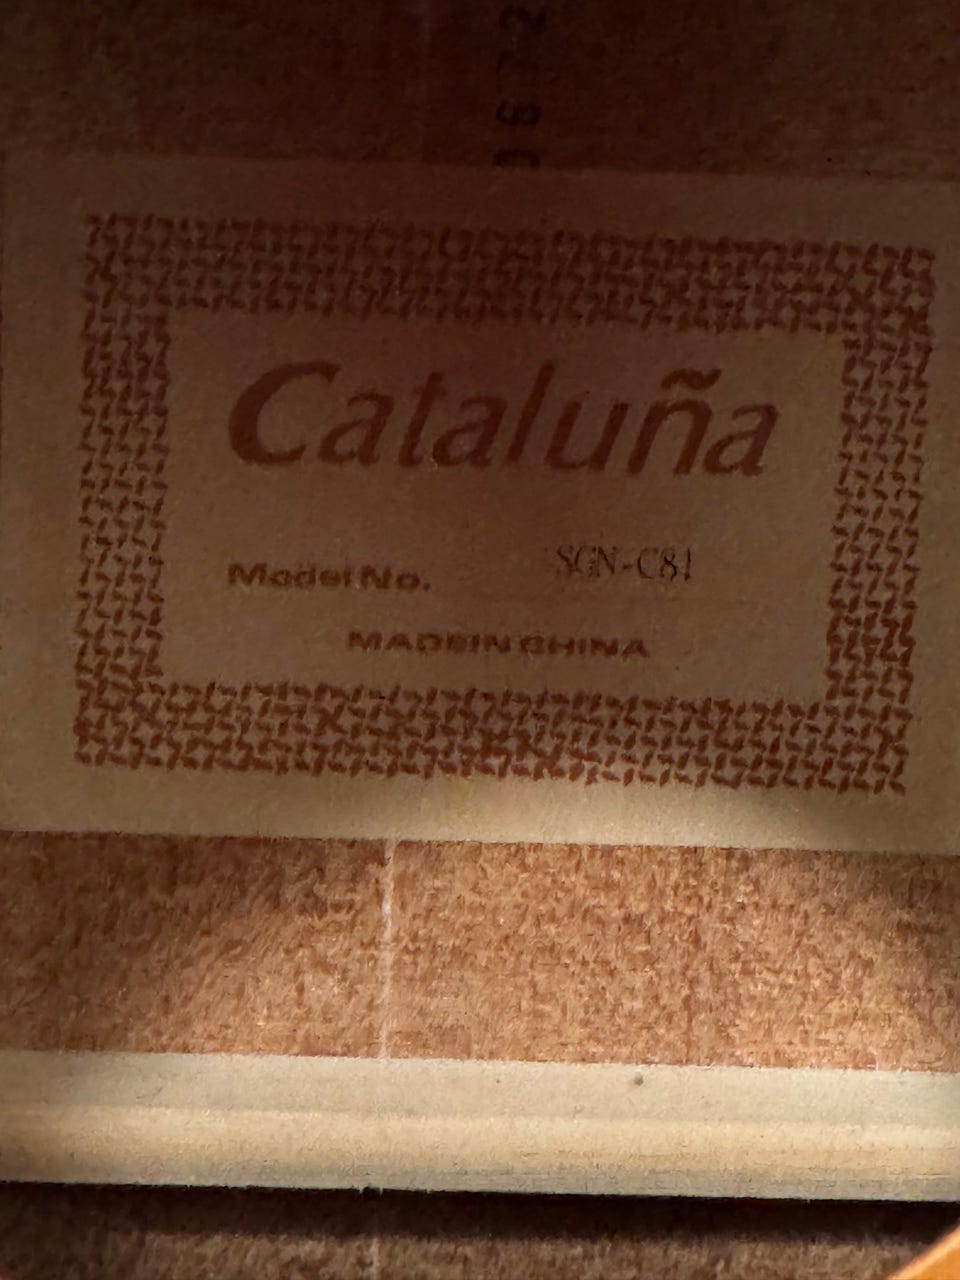 Cataluña
Model No. SGN-C81
MADE IN CHINA